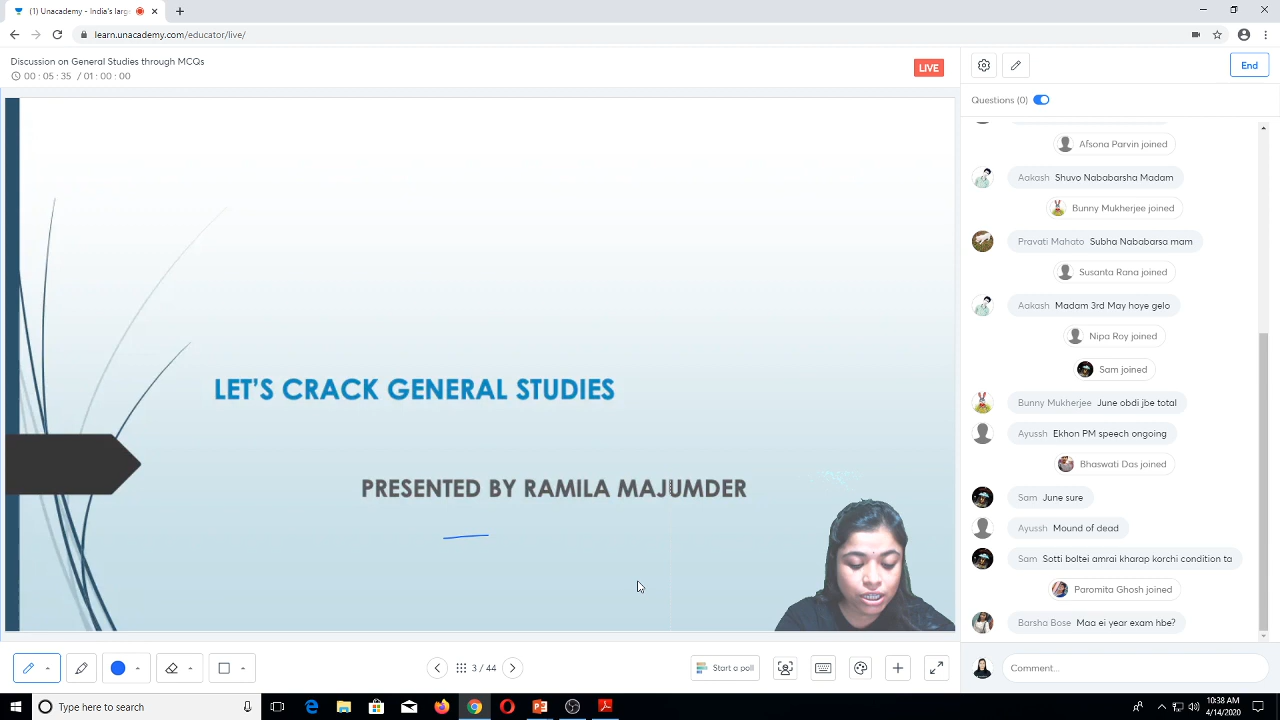 (1) Unacademy - India's larg
learn.unacademy.com/educator/live/
Discussion on General Studies through MCQs
00 : 05 : 35 / 01 : 00 : 00
LIVE
End
Questions (0)
LET'S CRACK GENERAL STUDIES
PRESENTED BY RAMILA MAJUMDER
Afsona Parvin joined
Aakash Shuvo Nababarsha Madam
Bunny Mukherjee joined
Pravati Mahato Subha Nababarsa mam
Susanta Rana joined
Aakash Madam 3rd May hoye gelo
Nipa Roy joined
Sam joined
Bunny Mukherjee June obdi jbe total
Ayussh Ekhon PM speech ongoing
Bhaswati Das joined
Sam June sure
Ayussh Mound of dead
Sam Sotti boltei amrai kharap korchi condition ta
Paromita Ghosh joined
Barsha Bose Maa ei year exam hbe?
3 / 44
Start a poll
Comment...
Type here to search
10:38 AM
4/14/2020